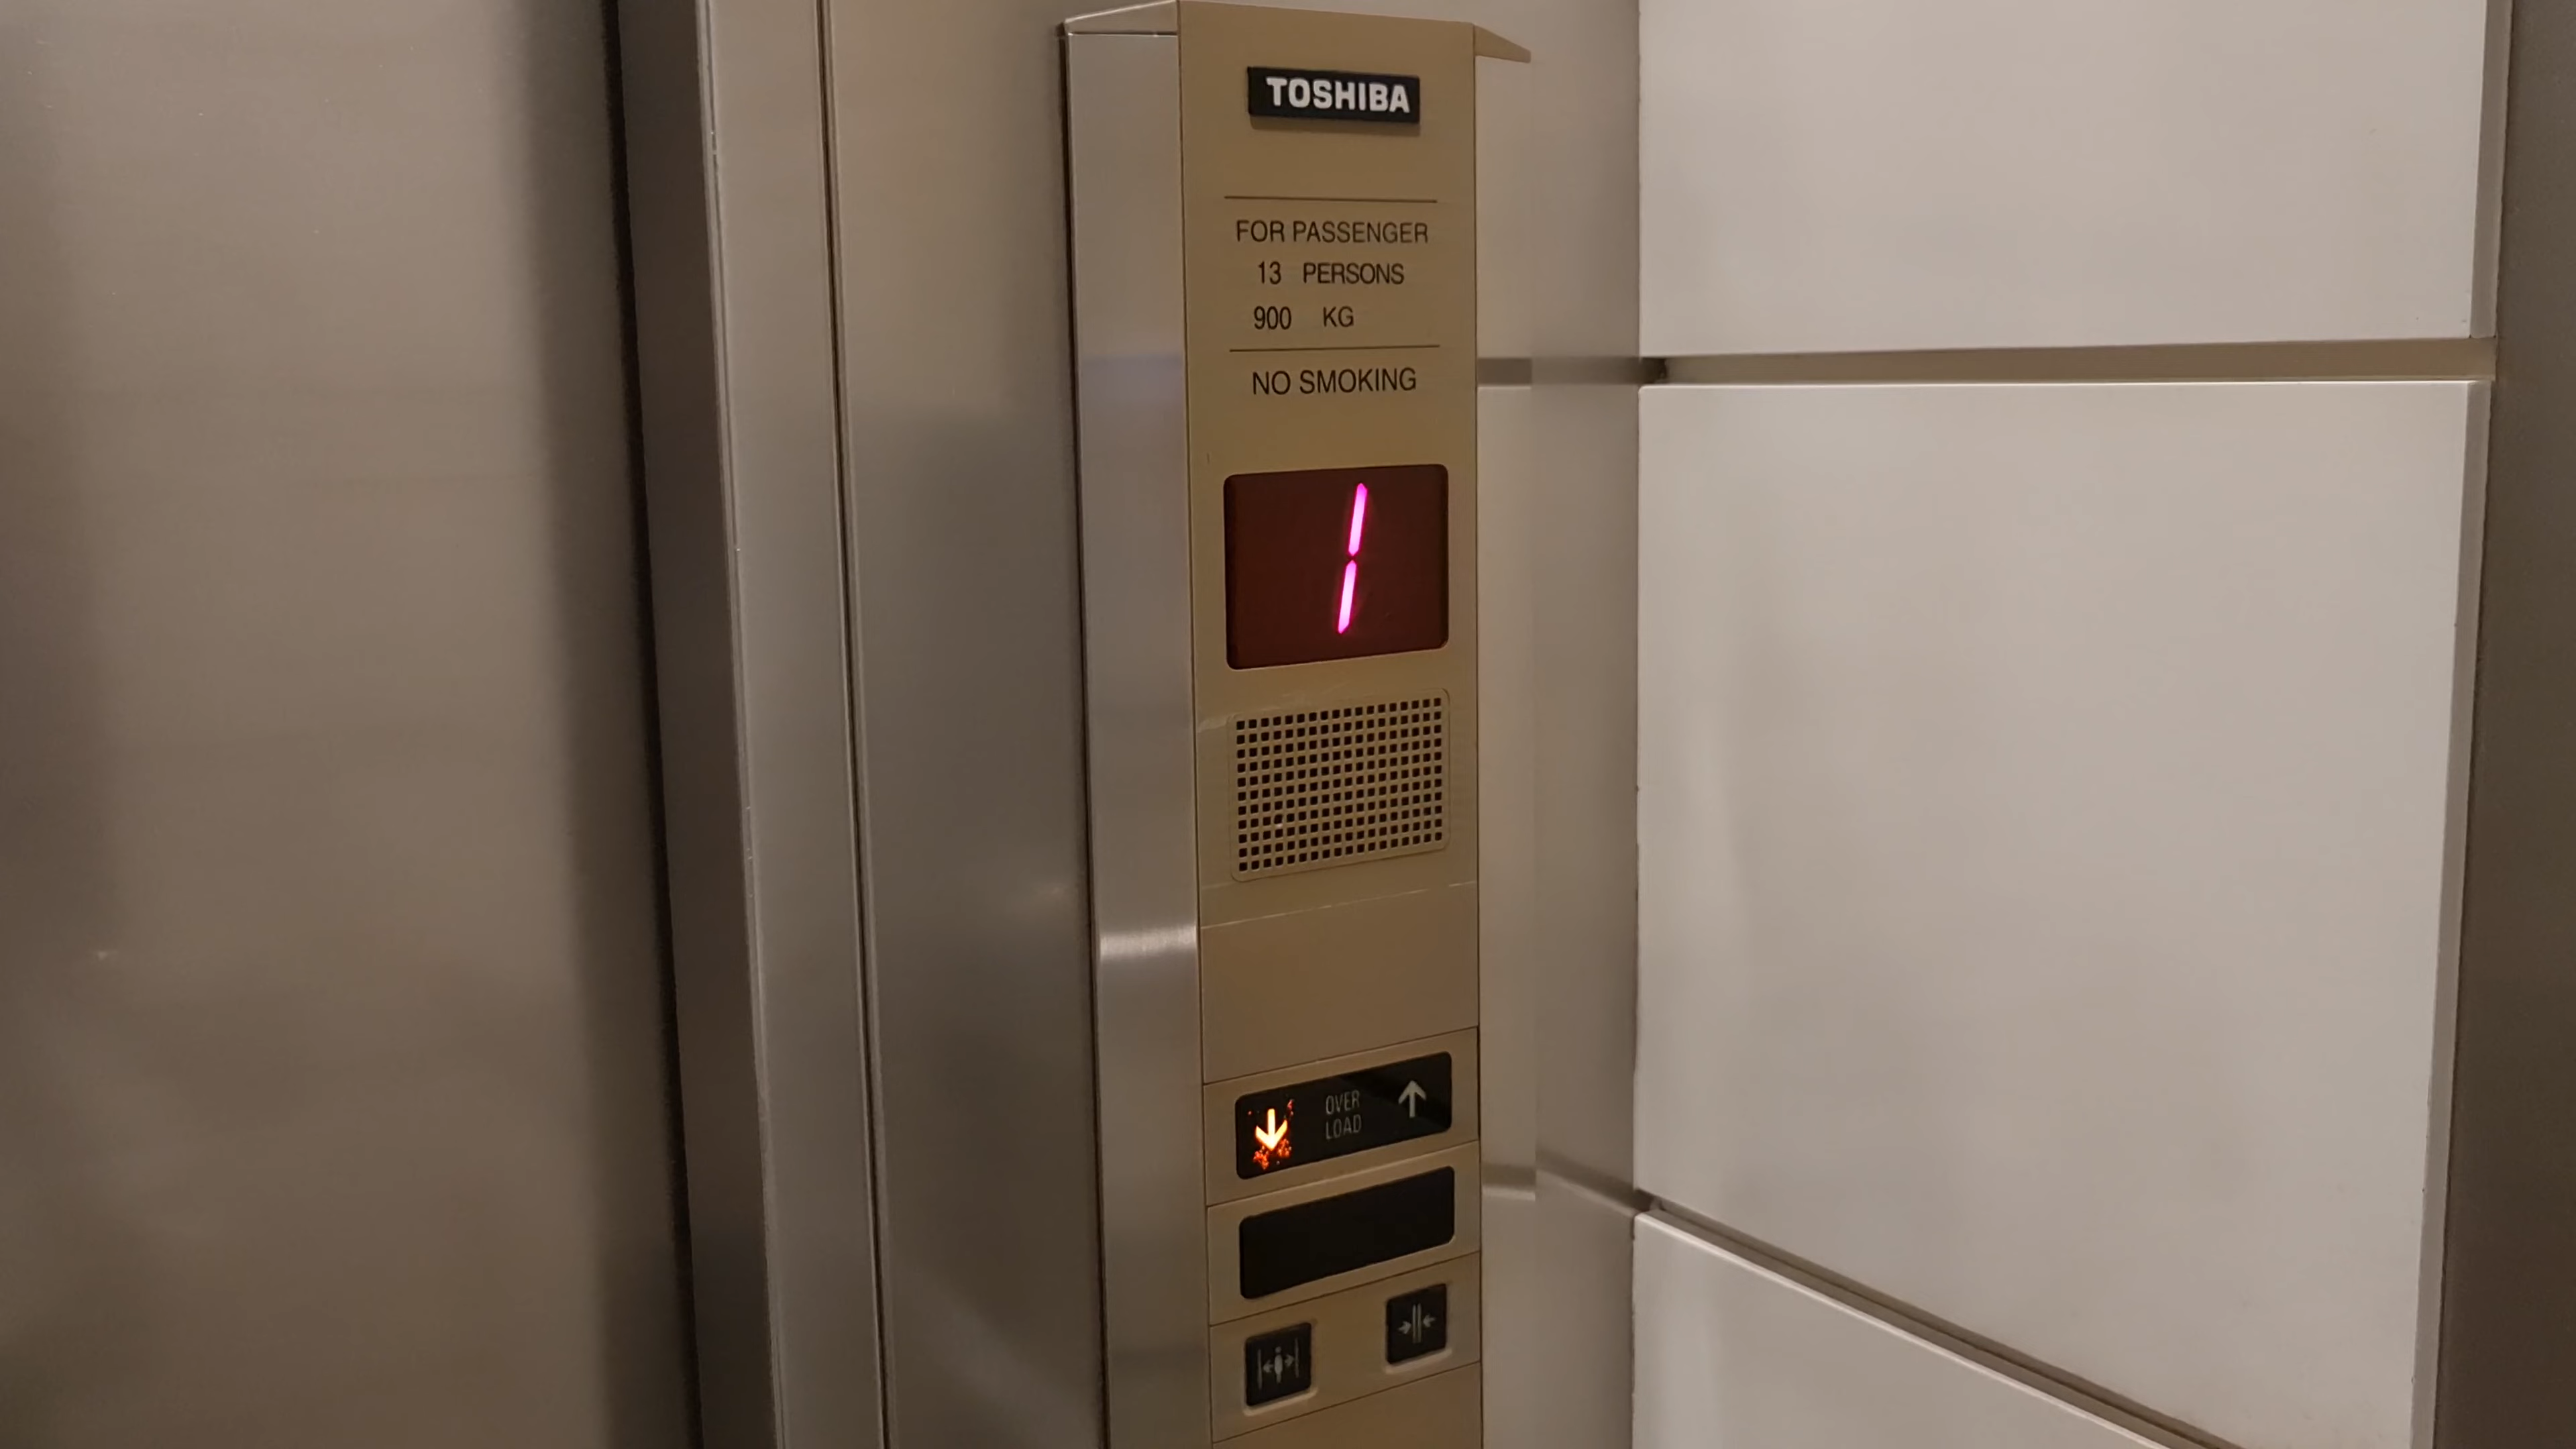 TOSHIBA
FOR PASSENGER
13 PERSONS
900 KG
NO SMOKING
1
OVER
LOAD